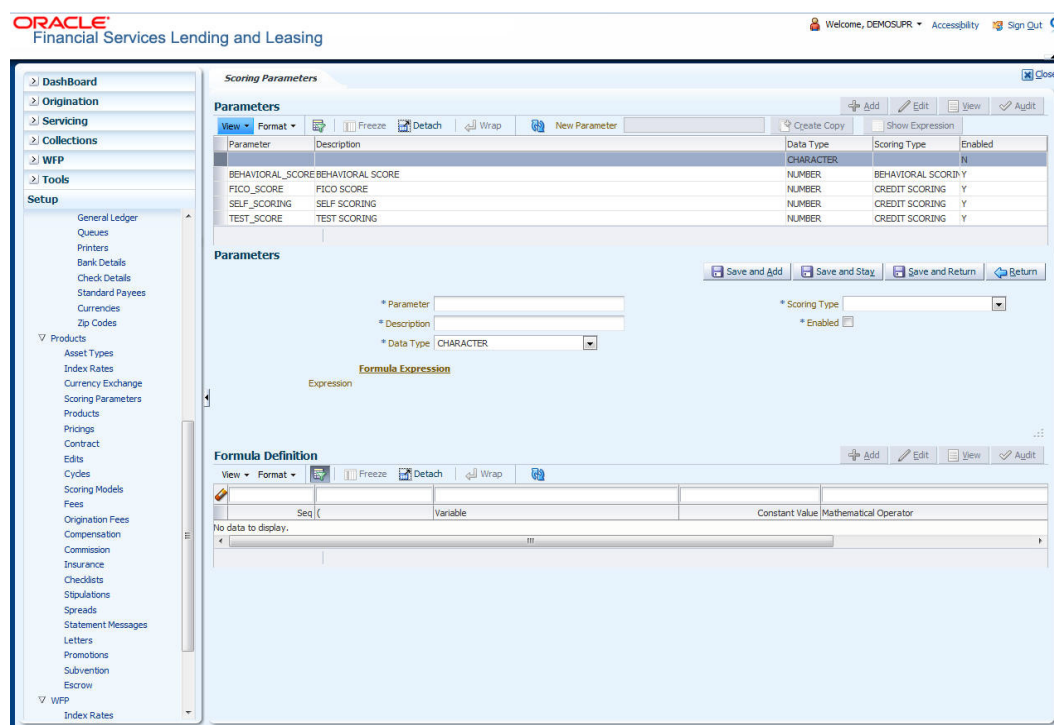 ORACLE
Financial Services Lending and Leasing
Welcome, DEMOSUPR Accessibility Sign Out
DashBoard
Origination
Servicing
Collections
WFP
Tools
Setup
General Ledger
Queues
Printers
Bank Details
Check Details
Standard Payees
Currencies
Zip Codes
Products
Asset Types
Index Rates
Currency Exchange
Scoring Parameters
Products
Pricings
Contract
Edits
Cycles
Scoring Models
Fees
Origination Fees
Compensation
Commission
Insurance
Checklists
Stipulations
Spreads
Statement Messages
Letters
Promotions
Subvention
Escrow
WFP
Index Rates
Scoring Parameters Close
Parameters Add Edit View Audit
View Format Freeze Detach Wrap New Parameter Create Copy Show Expression
Parameter Description Data Type Scoring Type Enabled
CHARACTER N
BEHAVIORAL_SCORE BEHAVIORAL SCORE NUMBER BEHAVIORAL SCORIN Y
FICO_SCORE FICO SCORE NUMBER CREDIT SCORING Y
SELF_SCORING SELF SCORING NUMBER CREDIT SCORING Y
TEST_SCORE TEST SCORING NUMBER CREDIT SCORING Y
Parameters
Save and Add Save and Stay Save and Return Return
* Parameter * Scoring Type
* Description * Enabled
* Data Type CHARACTER
Formula Expression
Expression
Formula Definition Add Edit View Audit
View Format Freeze Detach Wrap
Seq ( Variable Constant Value Mathematical Operator
No data to display.